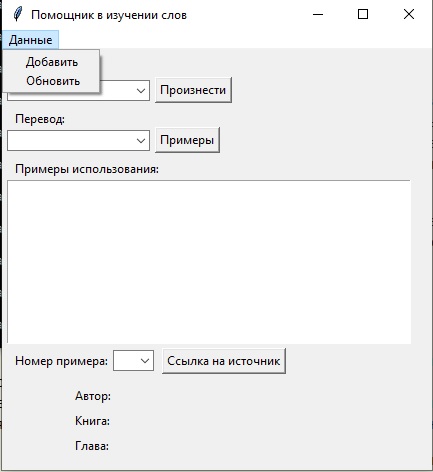 Помощник в изучении слов
Данные
Добавить
Обновить
Произнести
Перевод:
Примеры
Примеры использования:
Номер примера:
Ссылка на источник
Автор:
Книга:
Глава: